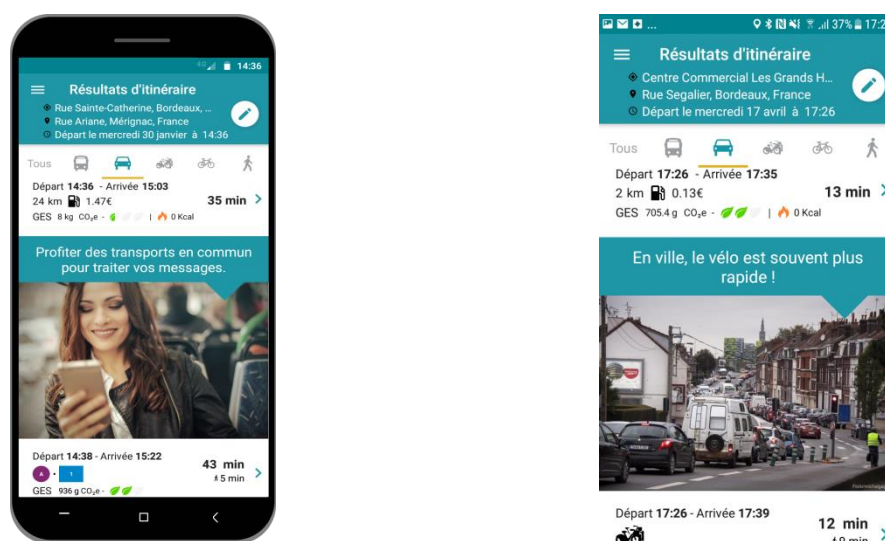 14:36
Résultats d'itinéraire
Rue Sainte-Catherine, Bordeaux, ...
Rue Ariane, Mérignac, France
Départ le mercredi 30 janvier à 14:36
Tous
Départ 14:36 - Arrivée 15:03
24 km 1.47€
35 min
GES 8 kg CO₂e - | 0 Kcal
Profiter des transports en commun
pour traiter vos messages.
Départ 14:38 - Arrivée 15:22
A · 1
43 min
5 min
GES 936 g CO₂e -
... 37% 17:2
Résultats d'itinéraire
Centre Commercial Les Grands H...
Rue Segalier, Bordeaux, France
Départ le mercredi 17 avril à 17:26
Tous
Départ 17:26 - Arrivée 17:35
2 km 0.13€
13 min
GES 705.4 g CO₂e - | 0 Kcal
En ville, le vélo est souvent plus
rapide !
Départ 17:26 - Arrivée 17:39
12 min